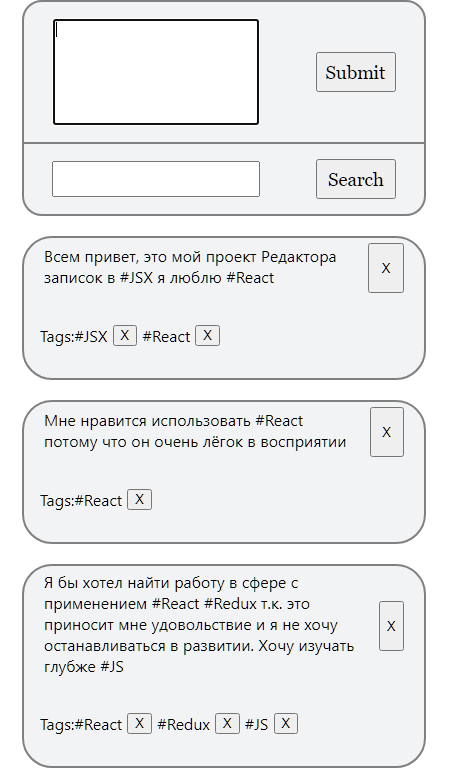 Submit
Search
Всем привет, это мой проект Редактора X
записок в #JSX я люблю #React
Tags:#JSX X #React X
Мне нравится использовать #React X
потому что он очень лёгок в восприятии
Tags:#React X
Я бы хотел найти работу в сфере с
применением #React #Redux т.к. это
приносит мне удовольствие и я не хочу X
останавливаться в развитии. Хочу изучать
глубже #JS
Tags:#React X #Redux X #JS X